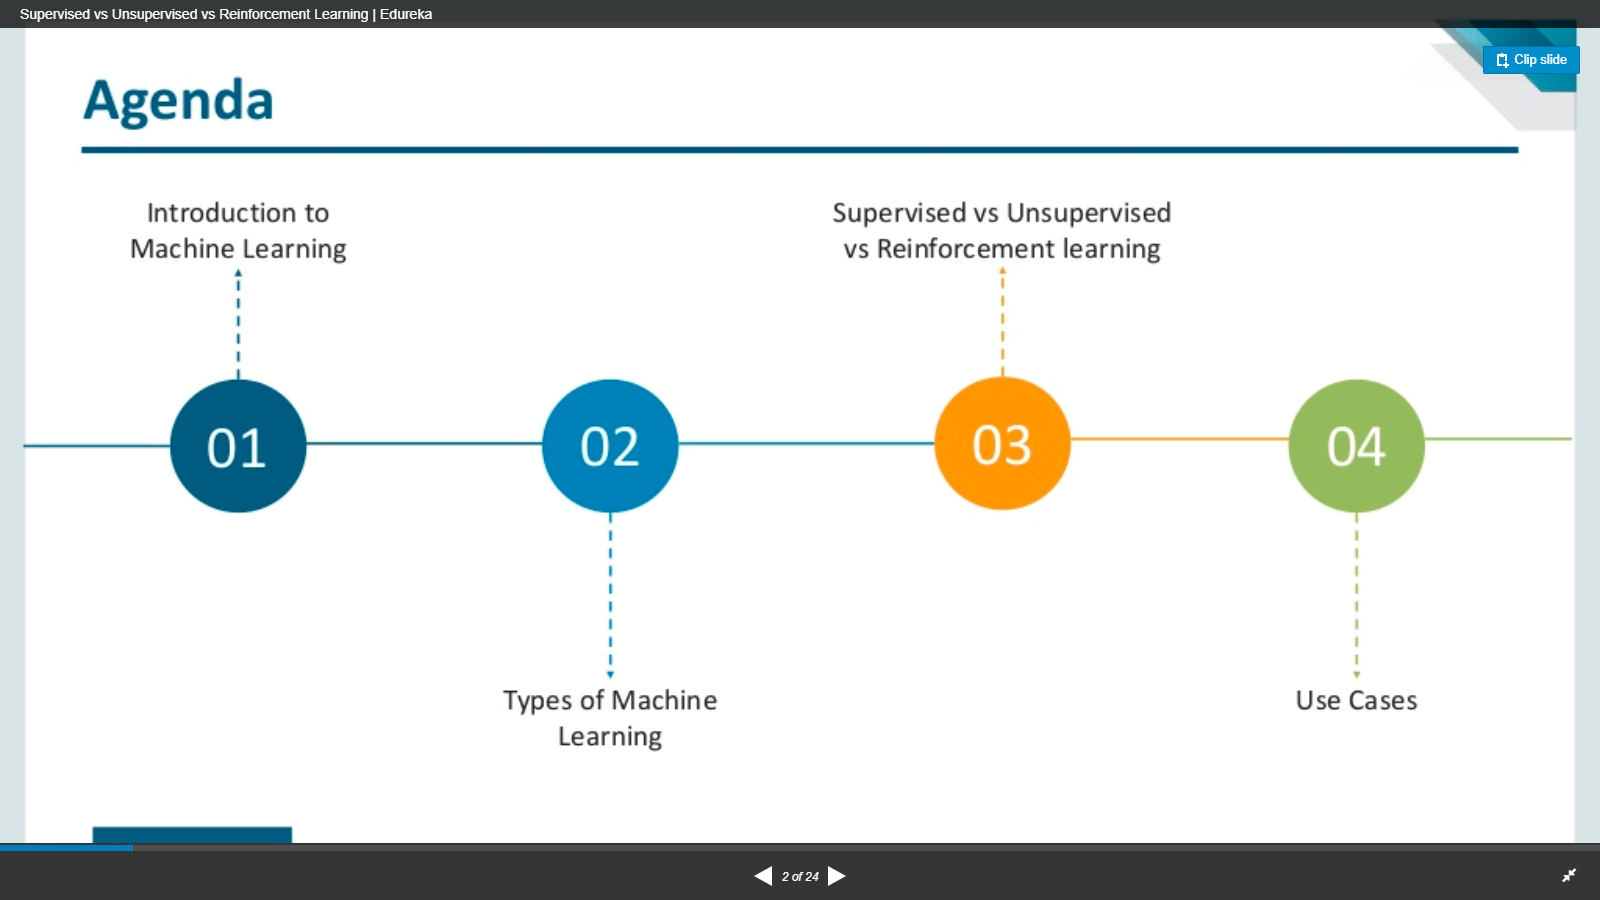 Supervised vs Unsupervised vs Reinforcement Learning | Edureka
Clip slide
Agenda
Introduction to
Machine Learning
Supervised vs Unsupervised
vs Reinforcement learning
01
02
03
04
Types of Machine
Learning
Use Cases
2 of 24